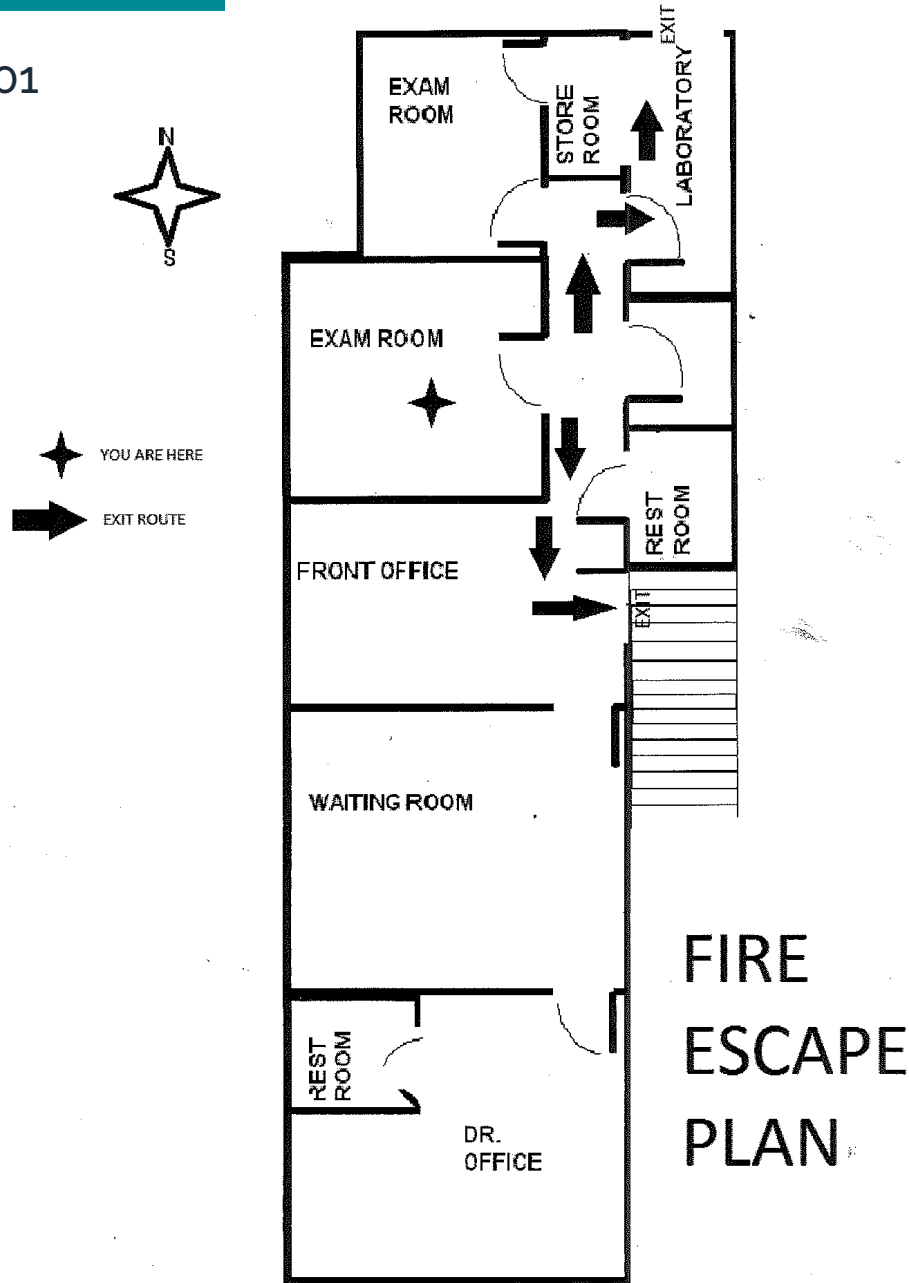 01
N
S
EXIT
EXAM
ROOM
STORE
ROOM
LABORATORY
EXAM ROOM
YOU ARE HERE
EXIT ROUTE
REST
ROOM
FRONT OFFICE
EXIT
WAITING ROOM
FIRE
ESCAPE
PLAN
REST
ROOM
DR.
OFFICE